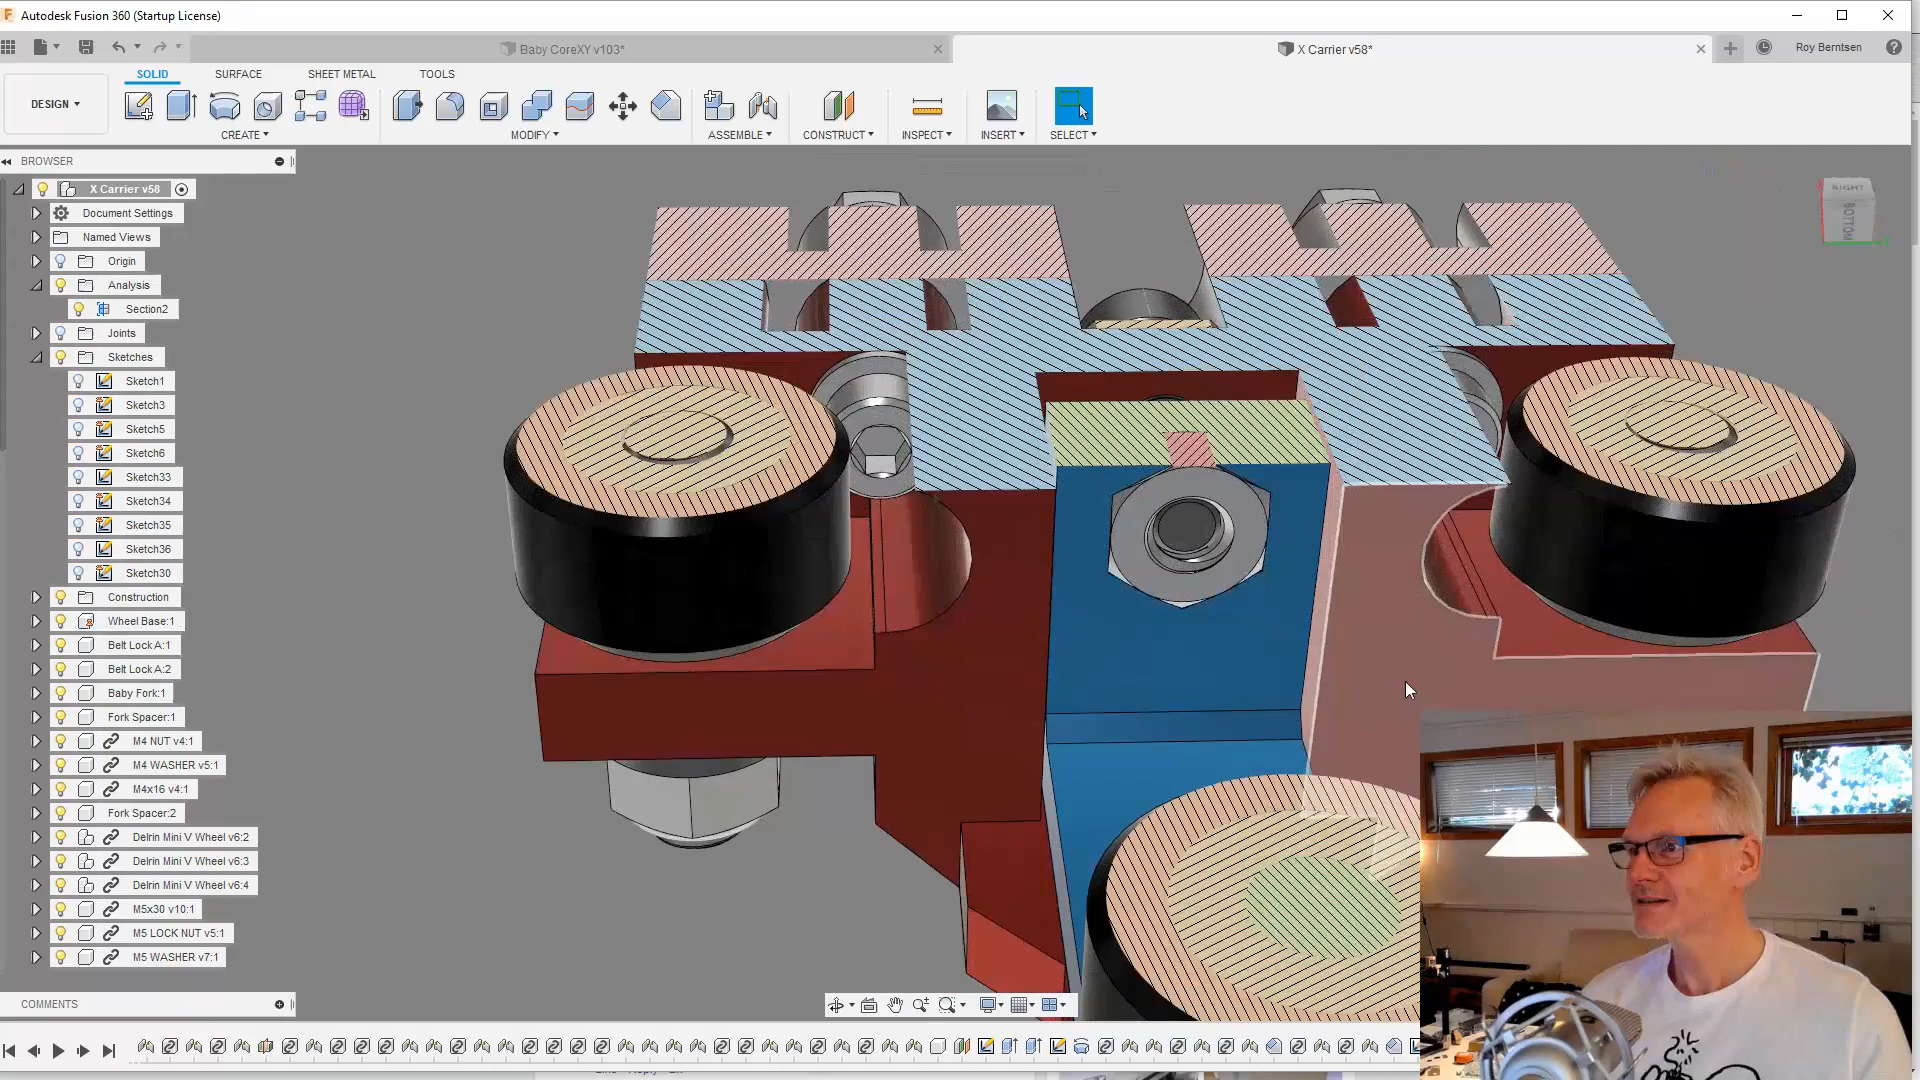 Autodesk Fusion 360 (Startup License)
Baby CoreXY v103*
X Carrier v58*
Roy Berntsen
DESIGN
SOLID
SURFACE
SHEET METAL
TOOLS
CREATE
MODIFY
ASSEMBLE
CONSTRUCT
INSPECT
INSERT
SELECT
BROWSER
X Carrier v58
Document Settings
Named Views
Origin
Analysis
Section2
Joints
Sketches
Sketch1
Sketch3
Sketch5
Sketch6
Sketch33
Sketch34
Sketch35
Sketch36
Sketch30
Construction
Wheel Base:1
Belt Lock A:1
Belt Lock A:2
Baby Fork:1
Fork Spacer:1
M4 NUT v4:1
M4 WASHER v5:1
M4x16 v4:1
Fork Spacer:2
Delrin Mini V Wheel v6:2
Delrin Mini V Wheel v6:3
Delrin Mini V Wheel v6:4
M5x30 v10:1
M5 LOCK NUT v5:1
M5 WASHER v7:1
COMMENTS
RIGHT
BOTTOM